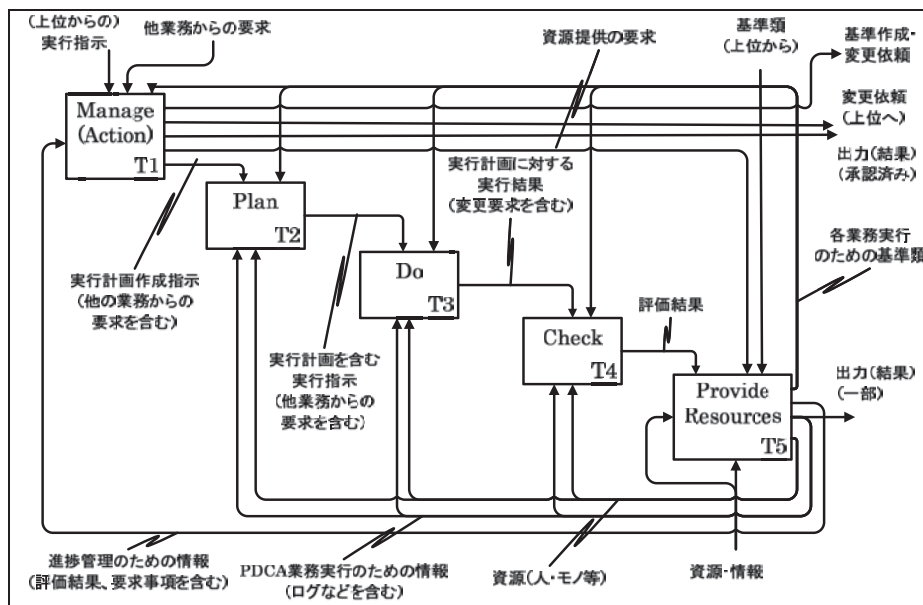 (上位からの)
実行指示
他業務からの要求
資源提供の要求
基準類
(上位から)
基準作成・
変更依頼
変更依頼
(上位へ)
出力(結果)
(承認済み)
Manage
(Action)
T1
Plan
T2
実行計画に対する
実行結果
(変更要求を含む)
各業務実行
のための基準類
実行計画作成指示
(他の業務からの
要求を含む)
Do
T3
評価結果
Check
T4
実行計画を含む
実行指示
(他業務からの
要求を含む)
Provide
Resources
T5
出力(結果)
(一部)
進捗管理のための情報
(評価結果、要求事項を含む)
PDCA業務実行のための情報
(ログなどを含む)
資源(人・モノ等)
資源・情報